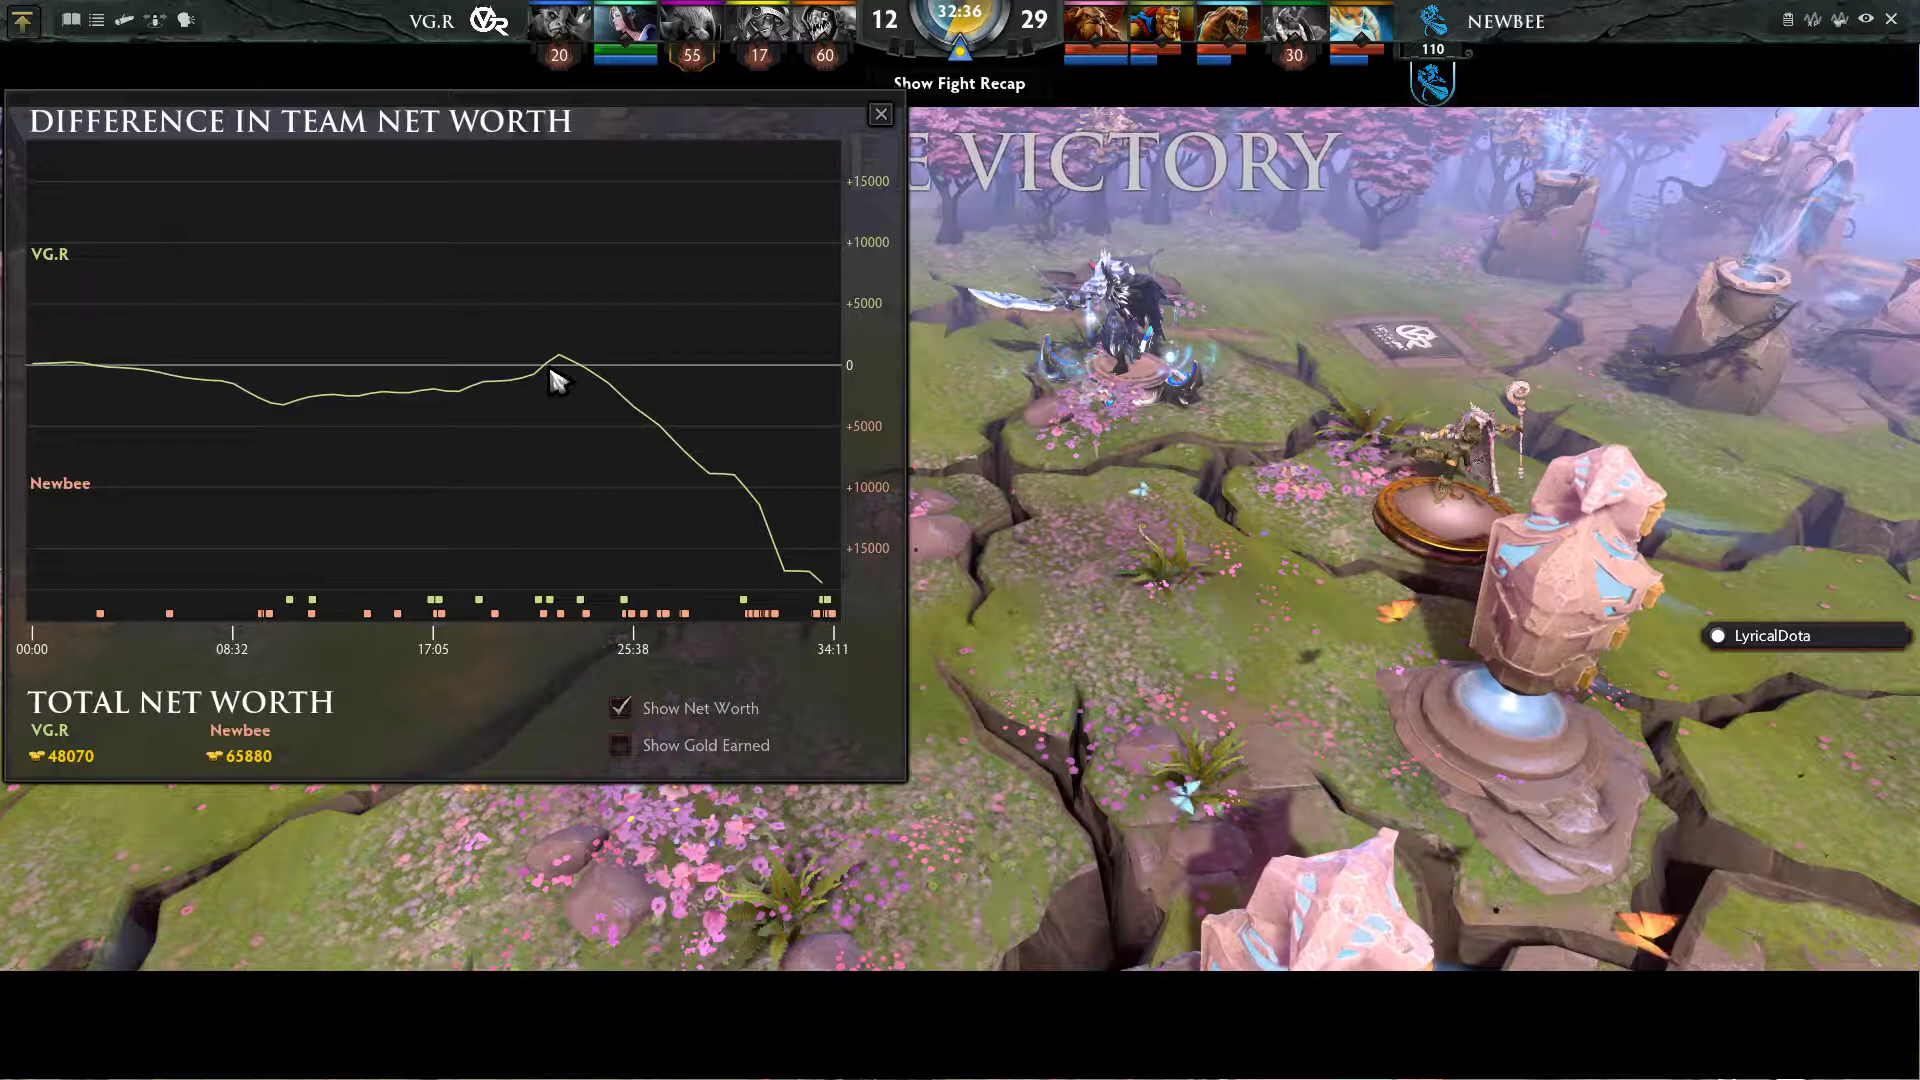 VG.R
12
32:36
29
NEWBEE
20
55
17
60
30
110
Show Fight Recap
DIFFERENCE IN TEAM NET WORTH
E VICTORY
+15000
+10000
VG.R
+5000
0
+5000
Newbee
+10000
+15000
00:00
08:32
17:05
25:38
34:11
LyricalDota
TOTAL NET WORTH
VG.R
Newbee
48070
65880
Show Net Worth
Show Gold Earned